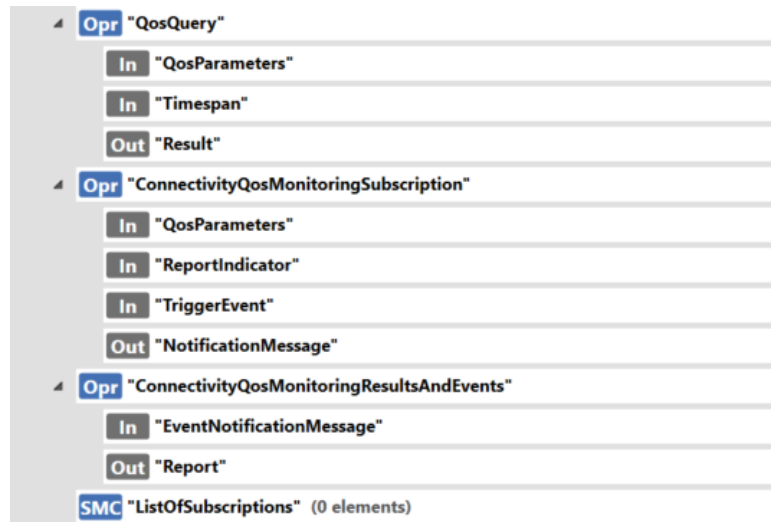 Opr "QosQuery"
In "QosParameters"
In "Timespan"
Out "Result"
Opr "ConnectivityQosMonitoringSubscription"
In "QosParameters"
In "ReportIndicator"
In "TriggerEvent"
Out "NotificationMessage"
Opr "ConnectivityQosMonitoringResultsAndEvents"
In "EventNotificationMessage"
Out "Report"
SMC "ListOfSubscriptions" (0 elements)